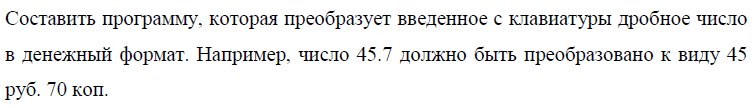 Составить программу, которая преобразует введенное с клавиатуры дробное число
в денежный формат. Например, число 45.7 должно быть преобразовано к виду 45
руб. 70 коп.